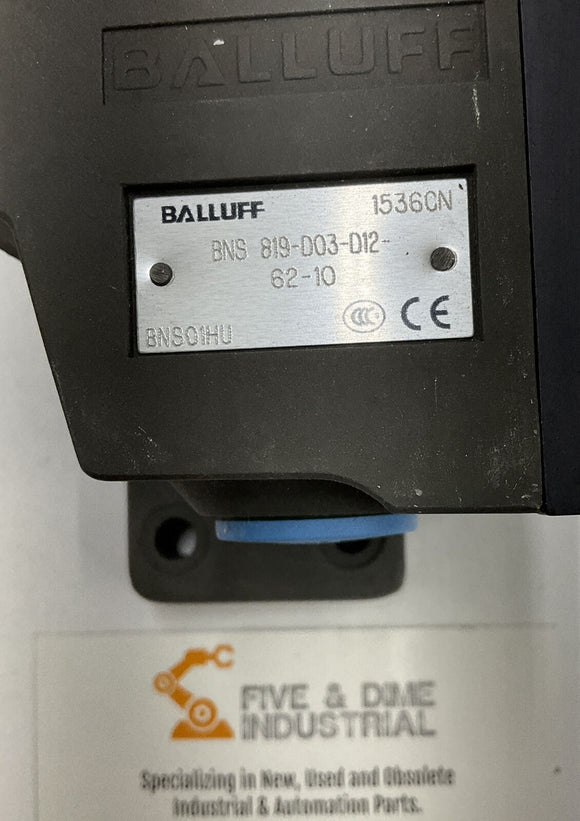 BALLUFF
BALLUFF 1536CN
BNS 819-D03-D12-
62-10
CCC CE
BNS01HU
FIVE & DIME
INDUSTRIAL
Specializing in New, Used and Obsolete
Industrial & Automation Parts.